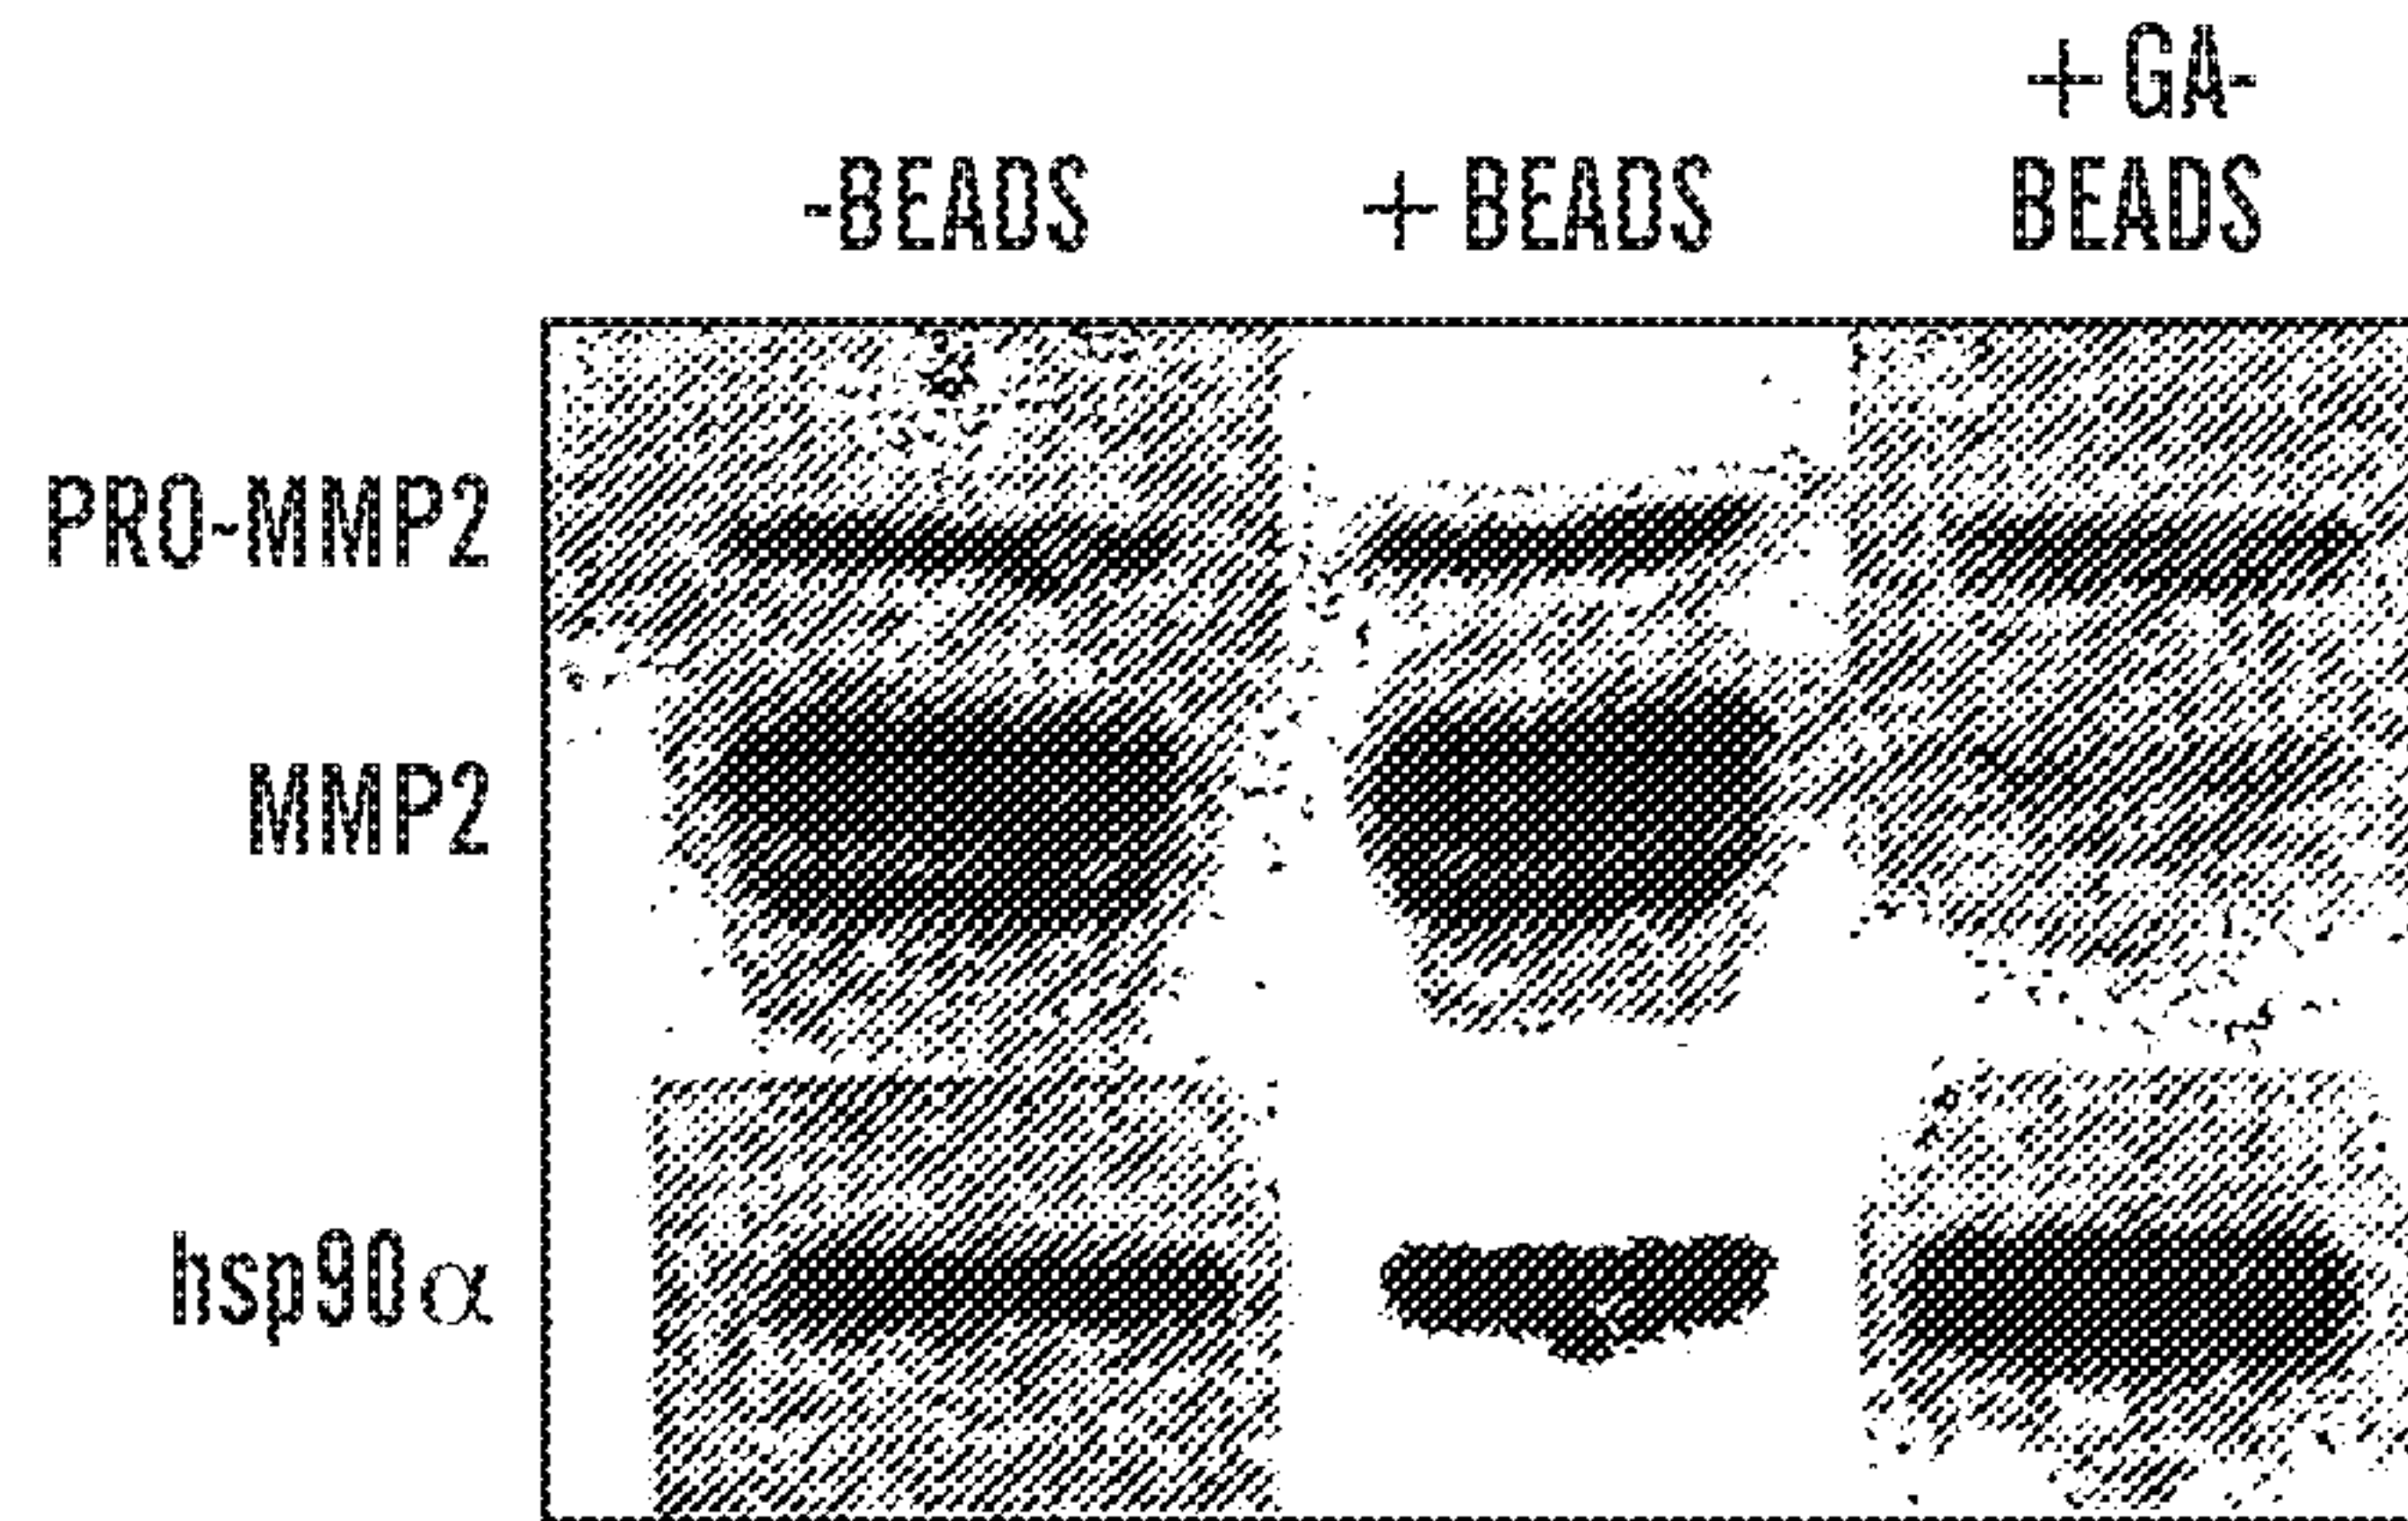 + GA-
-BEADS + BEADS BEADS
PRO-MMP2
MMP2
hsp90α